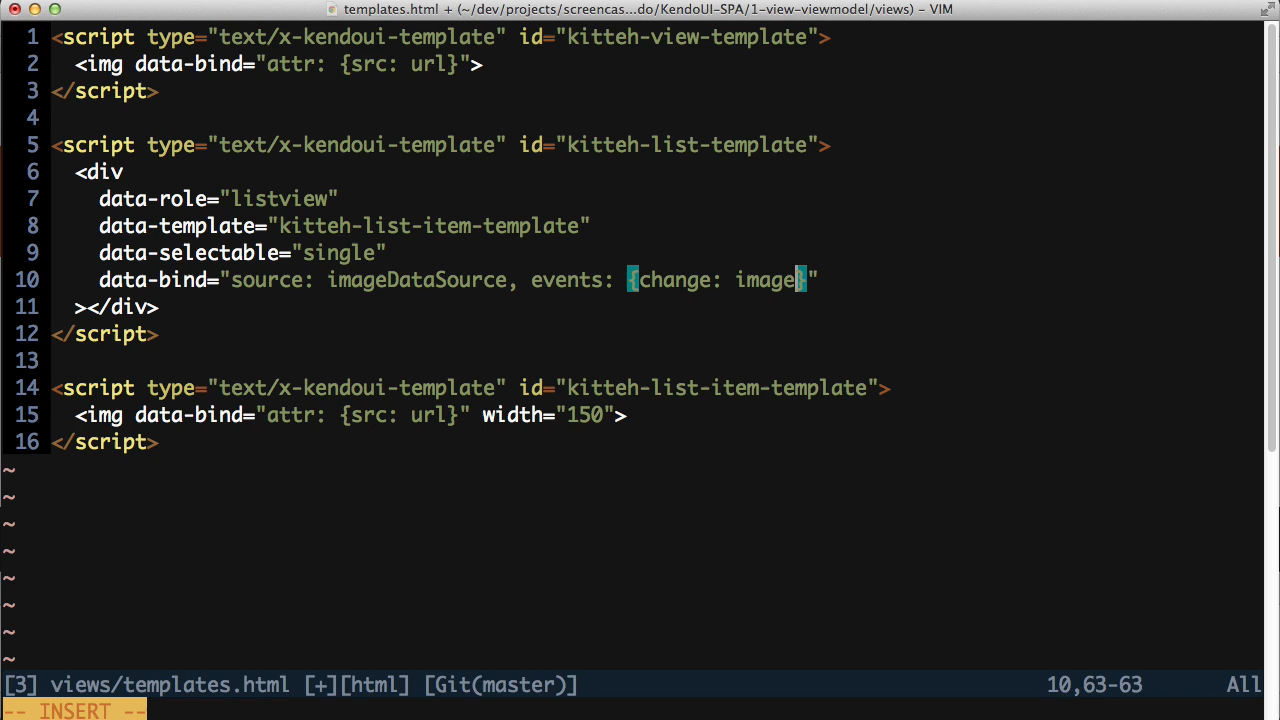 templates.html + (~/dev/projects/screencas...do/KendoUI-SPA/1-view-viewmodel/views) - VIM
1 <script type="text/x-kendoui-template" id="kitteh-view-template">
2   <img data-bind="attr: {src: url}">
3 </script>
4
5 <script type="text/x-kendoui-template" id="kitteh-list-template">
6   <div
7     data-role="listview"
8     data-template="kitteh-list-item-template"
9     data-selectable="single"
10     data-bind="source: imageDataSource, events: {change: image}"
11   ></div>
12 </script>
13
14 <script type="text/x-kendoui-template" id="kitteh-list-item-template">
15   <img data-bind="attr: {src: url}" width="150">
16 </script>
~
~
~
~
~
~
~
~
[3] views/templates.html [+][html] [Git(master)] 10,63-63 All
-- INSERT --